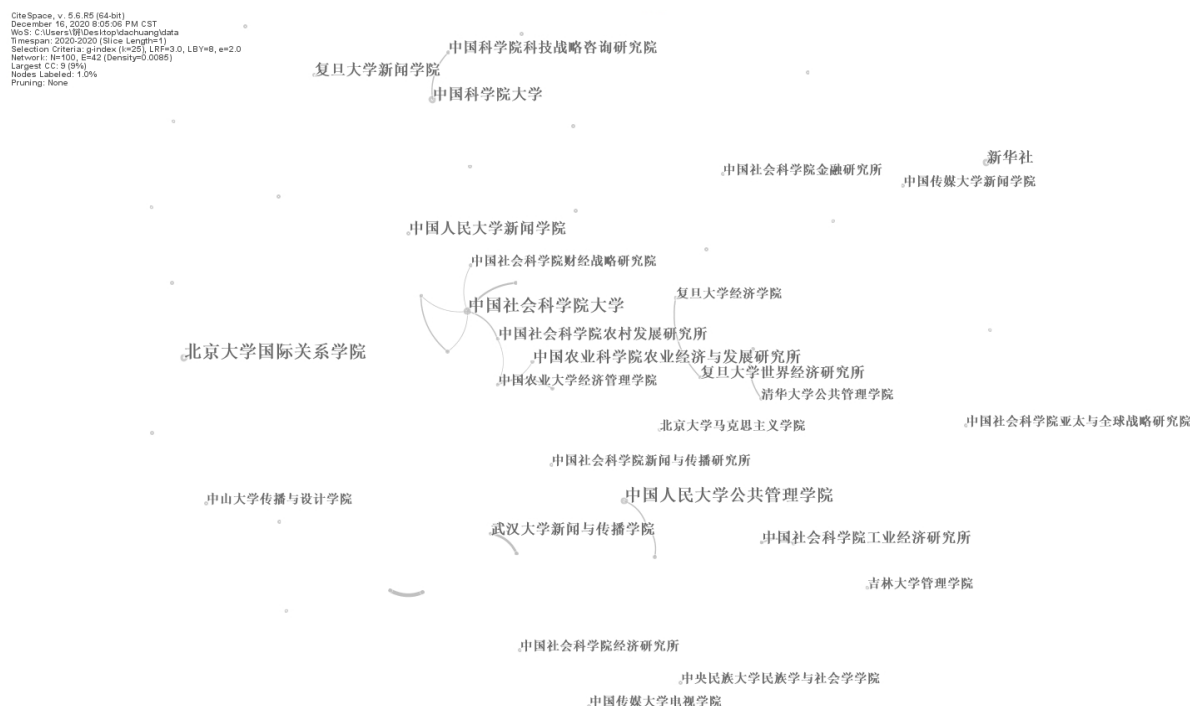 CiteSpace, v. 5.6.R5 (64-bit)
December 16, 2020 8:05:06 PM CST
WoS: C:\Users\饼\Desktop\dachuang\data
Timespan: 2020-2020 (Slice Length=1)
Selection Criteria: g-index (k=25), LRF=3.0, LBY=8, e=2.0
Network: N=100, E=42 (Density=0.0085)
Largest CC: 9 (9%)
Nodes Labeled: 1.0%
Pruning: None
中国科学院科技战略咨询研究院
复旦大学新闻学院
中国科学院大学
新华社
中国社会科学院金融研究所
中国传媒大学新闻学院
中国人民大学新闻学院
中国社会科学院财经战略研究院
复旦大学经济学院
中国社会科学院大学
中国社会科学院农村发展研究所
北京大学国际关系学院
中国农业科学院农业经济与发展研究所
复旦大学世界经济研究所
中国农业大学经济管理学院
清华大学公共管理学院
中国社会科学院亚太与全球战略研究院
北京大学马克思主义学院
中国社会科学院新闻与传播研究所
中国人民大学公共管理学院
中山大学传播与设计学院
武汉大学新闻与传播学院
中国社会科学院工业经济研究所
吉林大学管理学院
中国社会科学院经济研究所
中央民族大学民族学与社会学学院
中国传媒大学电视学院